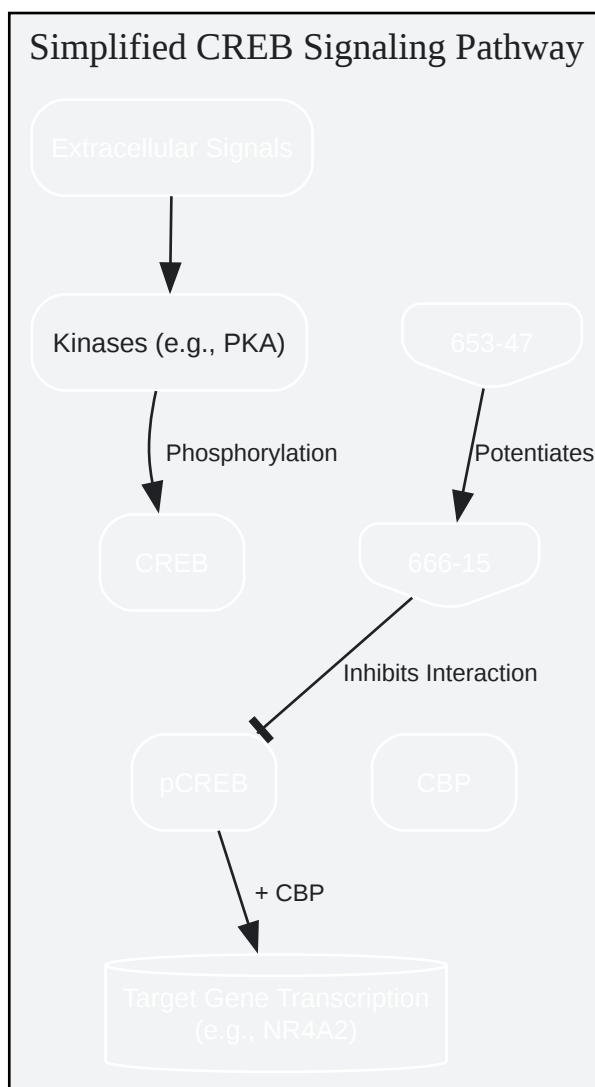 Simplified CREB Signaling Pathway
Extracellular Signals
Kinases (e.g., PKA)
653-47
Phosphorylation
Potentiates
CREB
666-15
Inhibits Interaction
pCREB
CBP
+ CBP
Target Gene Transcription
(e.g., NR4A2)